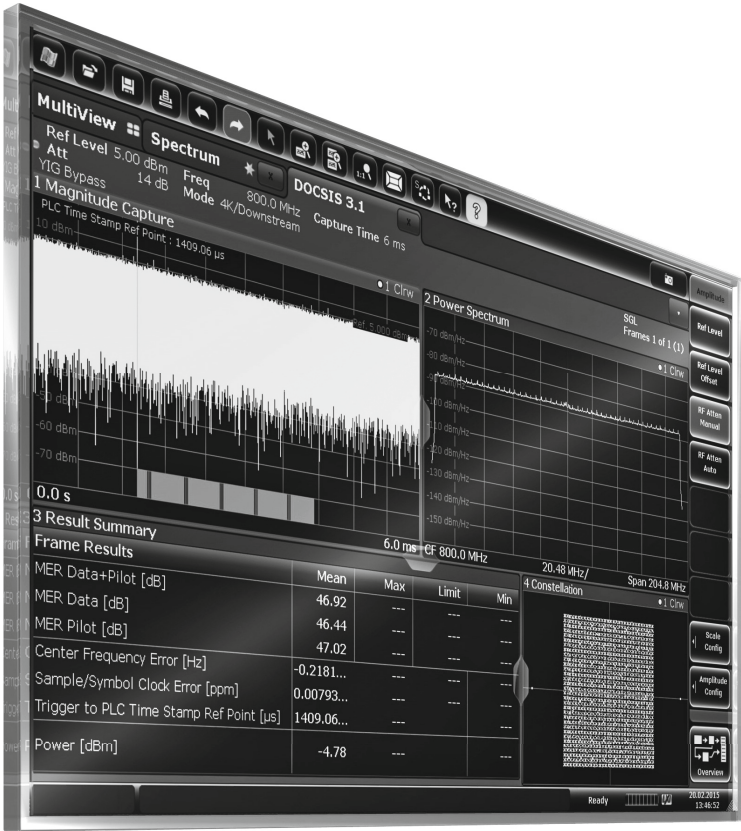 MultiView
Spectrum
DOCSIS 3.1
Ref Level 5.00 dBm
Att 14 dB
Freq 800.0 MHz
YIG Bypass
Mode 4K/Downstream
Capture Time 6 ms
SGL
Frames 1 of 1 (1)
1 Magnitude Capture
1 Clrw
PLC Time Stamp Ref Point : 1409.06 µs
10 dBm
Ref 5.000 dBm
-50 dBm
-60 dBm
-70 dBm
0.0 s
6.0 ms
2 Power Spectrum
1 Clrw
-70 dBm/Hz
-80 dBm/Hz
-90 dBm/Hz
-100 dBm/Hz
-110 dBm/Hz
-120 dBm/Hz
-130 dBm/Hz
-140 dBm/Hz
-150 dBm/Hz
CF 800.0 MHz
20.48 MHz/
Span 204.8 MHz
3 Result Summary
Frame Results Mean Max Limit Min
MER Data+Pilot [dB] 46.92 --- --- ---
MER Data [dB] 46.44 --- --- ---
MER Pilot [dB] 47.02 --- --- ---
Center Frequency Error [Hz] -0.2181... --- --- ---
Sample/Symbol Clock Error [ppm] 0.00793... --- --- ---
Trigger to PLC Time Stamp Ref Point [µs] 1409.06... --- --- ---
Power [dBm] -4.78 --- --- ---
4 Constellation
1 Clrw
Amplitude
Ref Level
Ref Level
Offset
RF Atten
Manual
RF Atten
Auto
Scale
Config
Amplitude
Config
Overview
Ready
20.02.2015
13:46:52